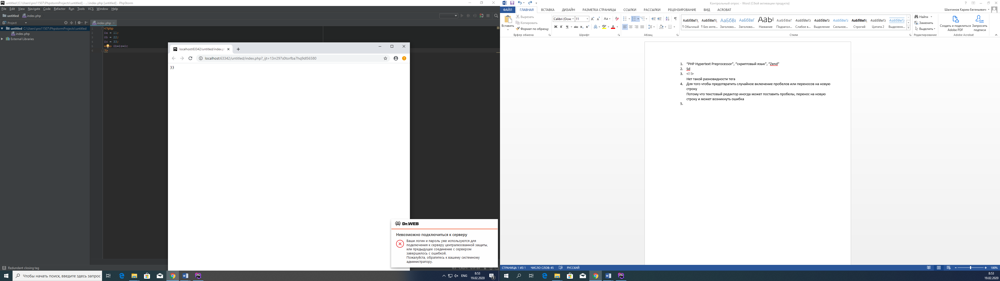 untitled [C:\Users\pro11507\PhpstormProjects\untitled] - ...\index.php [untitled] - PhpStorm
File Edit View Navigate Code Refactor Run Tools VCS Window Help
untitled index.php
Project
index.php
untitled C:\Users\pro11507\PhpstormProjects\untitled
index.php
External Libraries
1 <?php
2 $a = 11;
3 $b = 22;
4 $c = 33;
5 $b=$a=$c
6 ?>
localhost:63342/untitled/index.p
localhost:63342/untitled/index.php?_ijt=13rr297s0torfba7hq9dl56580
33
Dr.WEB
Невозможно подключиться к серверу
Ваши логин и пароль уже используются для
подключения к серверу централизованной защиты,
или предыдущее соединение с сервером
завершилось с ошибкой.
Пожалуйста, обратитесь к вашему системному
администратору.
Redundant closing tag
Чтобы начать поиск, введите здесь запрос
ENG
8:53
19.02.2020
5
Контрольный опрос - Word (Сбой активации продукта)
ФАЙЛ ГЛАВНАЯ ВСТАВКА ДИЗАЙН РАЗМЕТКА СТРАНИЦЫ ССЫЛКИ РАССЫЛКИ РЕЦЕНЗИРОВАНИЕ ВИД ACROBAT
Шалгинов Карим Евгеньевич
Вставить
Вырезать
Копировать
Формат по образцу
Буфер обмена
Calibri (Оснс 11
Ж К Ч abc
Шрифт
Абзац
АаБбВвГг, АаБбВвГг, АаБбВı АаБбВвГ АаЫ АаБбВвГ АаБбВвГг АаБбВвГг АаБбВвГг АаБбВвГг, АаБбВвГг АаБбВвГг
¶ Обычный ¶ Без инте... Заголово... Заголово... Название Подзагол... Слабое в... Выделение Сильное... Строгий Цитата 2 Выделенн...
Стили
Найти
Заменить
Выделить
Редактирование
Создать и поделиться Adobe PDF
Запросить подписи
Adobe Acrobat
1. “PHP Hypertext Preprocessor”, “скриптовый язык”, “Zend”
2. Sd
3. <! !>
Нет такой разновидности тега
4. Для того чтобы предотвратить случайное включение пробелов или переносов на новую
строку
Потому что текстовый редактор иногда может поставить пробелы, перенос на новую
строку и может возникнуть ошибка
5.
СТРАНИЦА 1 ИЗ 1 ЧИСЛО СЛОВ: 45 РУССКИЙ
100%
8:53
19.02.2020